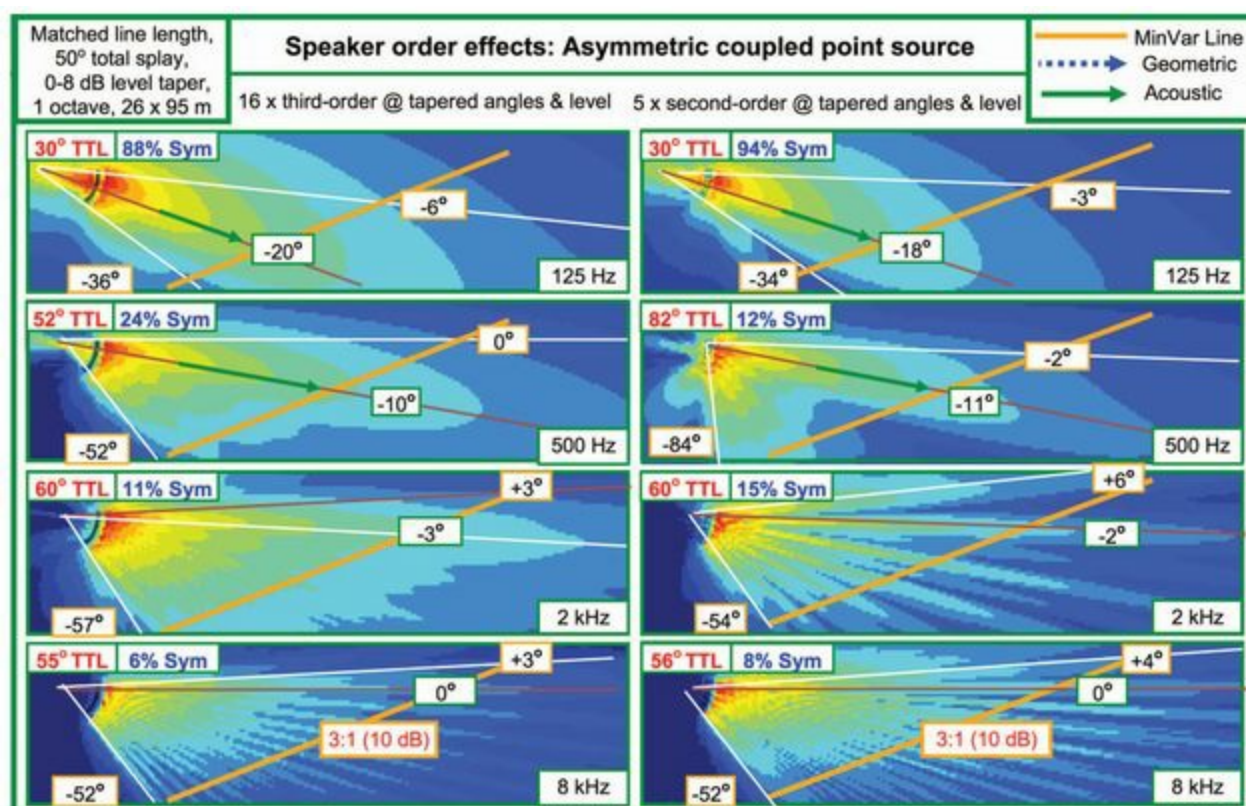 Matched line length,
50° total splay,
0-8 dB level taper,
1 octave, 26 x 95 m
Speaker order effects: Asymmetric coupled point source
16 x third-order @ tapered angles & level
5 x second-order @ tapered angles & level
MinVar Line
Geometric
Acoustic
30° TTL 88% Sym
-6°
-20°
-36°
125 Hz
30° TTL 94% Sym
-3°
-18°
-34°
125 Hz
52° TTL 24% Sym
0°
-10°
-52°
500 Hz
82° TTL 12% Sym
-2°
-11°
-84°
500 Hz
60° TTL 11% Sym
+3°
-3°
-57°
2 kHz
60° TTL 15% Sym
+6°
-2°
-54°
2 kHz
55° TTL 6% Sym
+3°
0°
3:1 (10 dB)
-52°
8 kHz
56° TTL 8% Sym
+4°
0°
3:1 (10 dB)
-52°
8 kHz